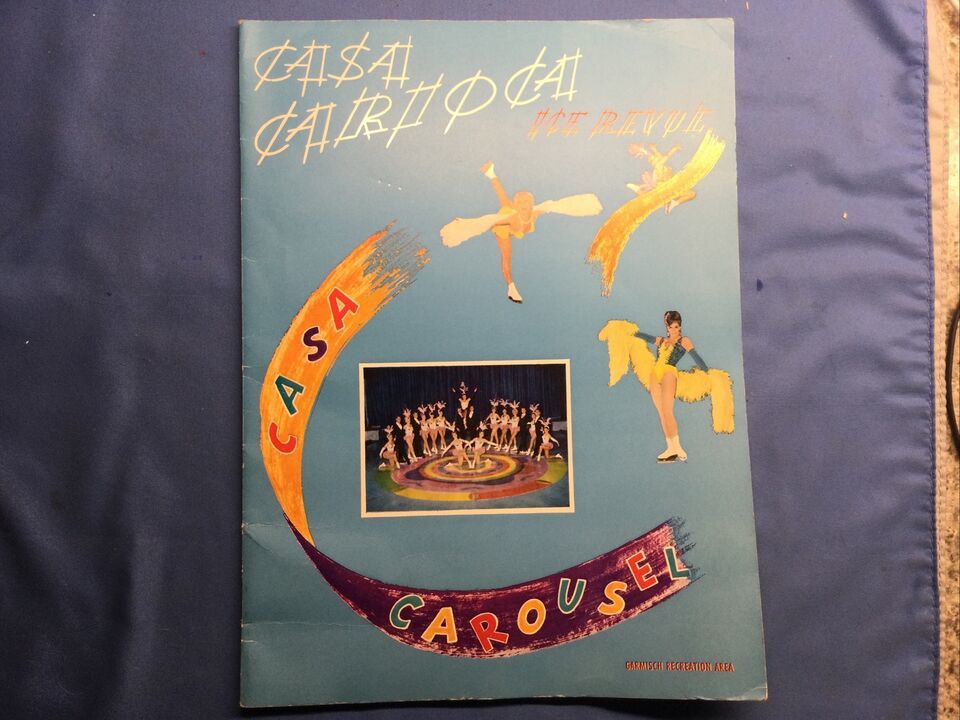 CASA
CARIOCA
ICE REVUE
CASA
CAROUSEL
GARMISCH RECREATION AREA